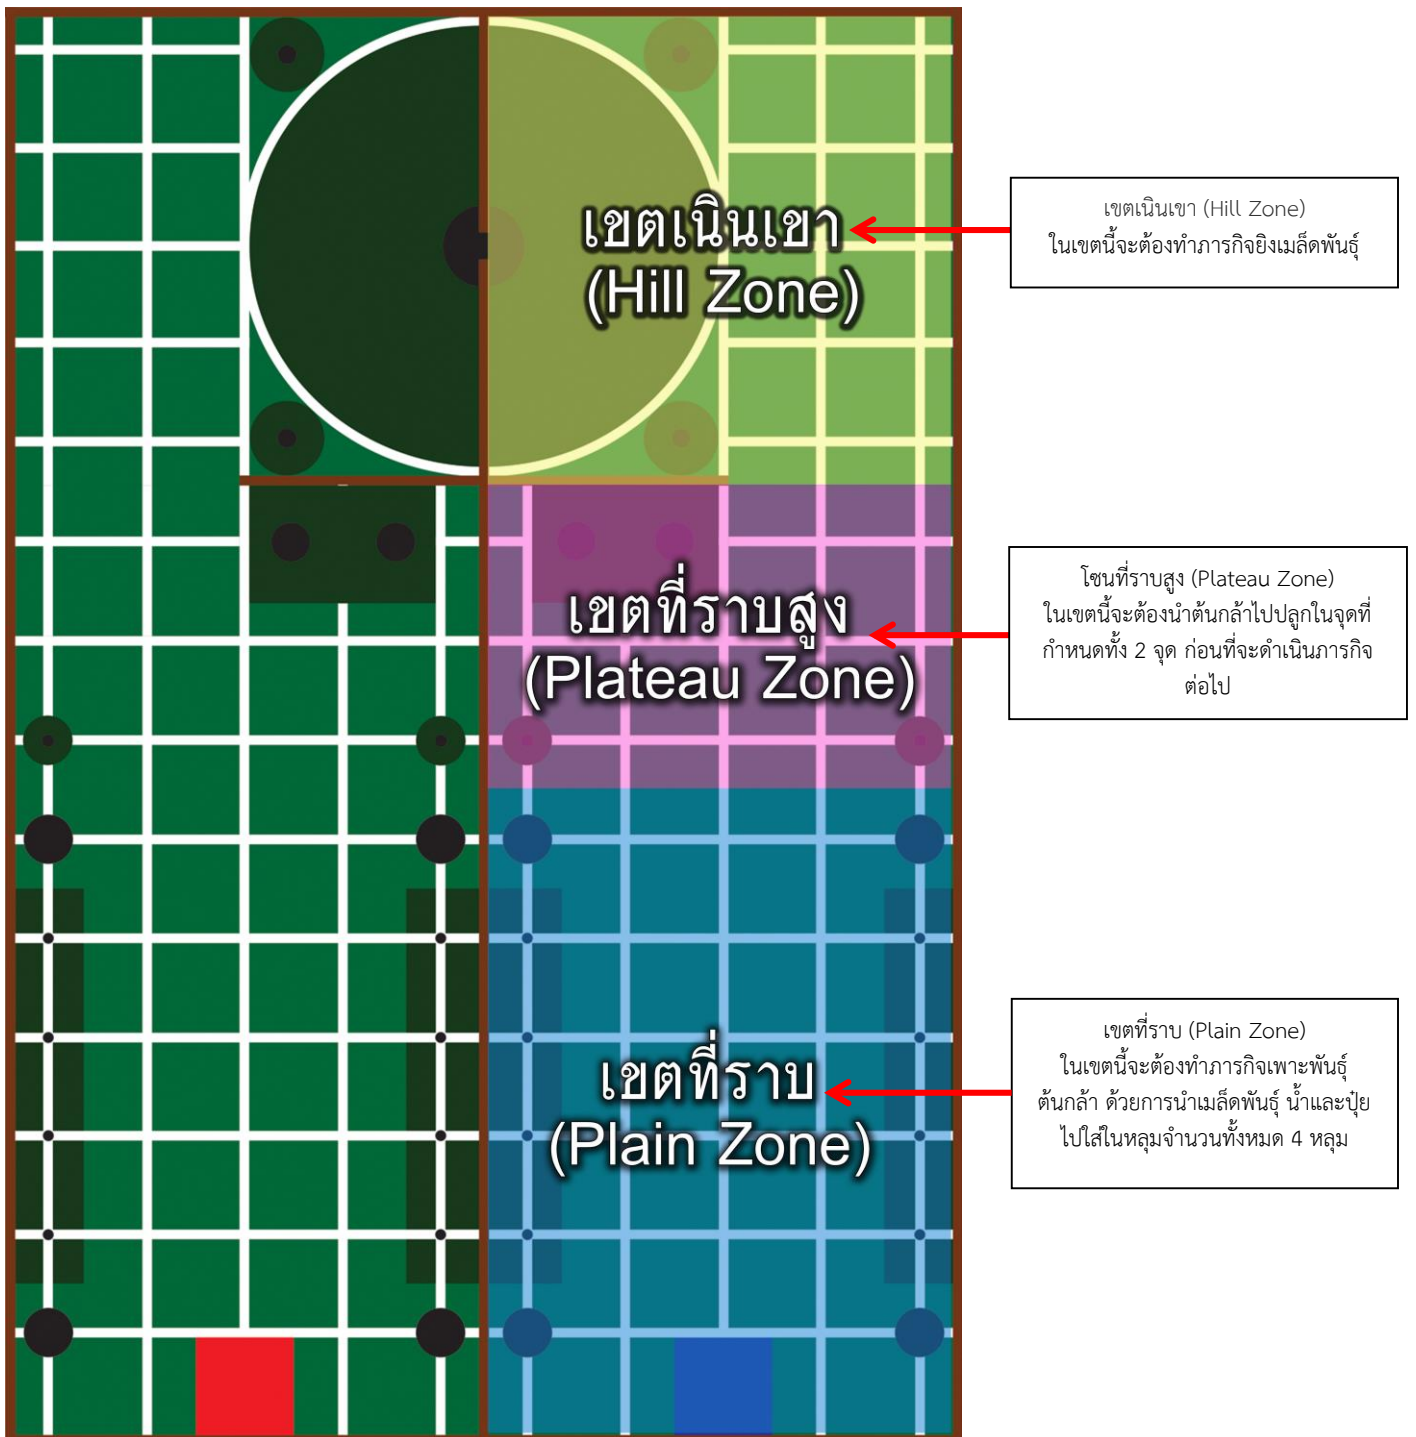 เขตเนินเขา
(Hill Zone)
เขตเนินเขา (Hill Zone)
ในเขตนี้จะต้องทำภารกิจยิงเมล็ดพันธุ์
เขตที่ราบสูง
(Plateau Zone)
โซนที่ราบสูง (Plateau Zone)
ในเขตนี้จะต้องนำต้นกล้าไปปลูกในจุดที่
กำหนดทั้ง 2 จุด ก่อนที่จะดำเนินภารกิจ
ต่อไป
เขตที่ราบ
(Plain Zone)
เขตที่ราบ (Plain Zone)
ในเขตนี้จะต้องทำภารกิจเพาะพันธุ์
ต้นกล้า ด้วยการนำเมล็ดพันธุ์ น้ำและปุ๋ย
ไปใส่ในหลุมจำนวนทั้งหมด 4 หลุม